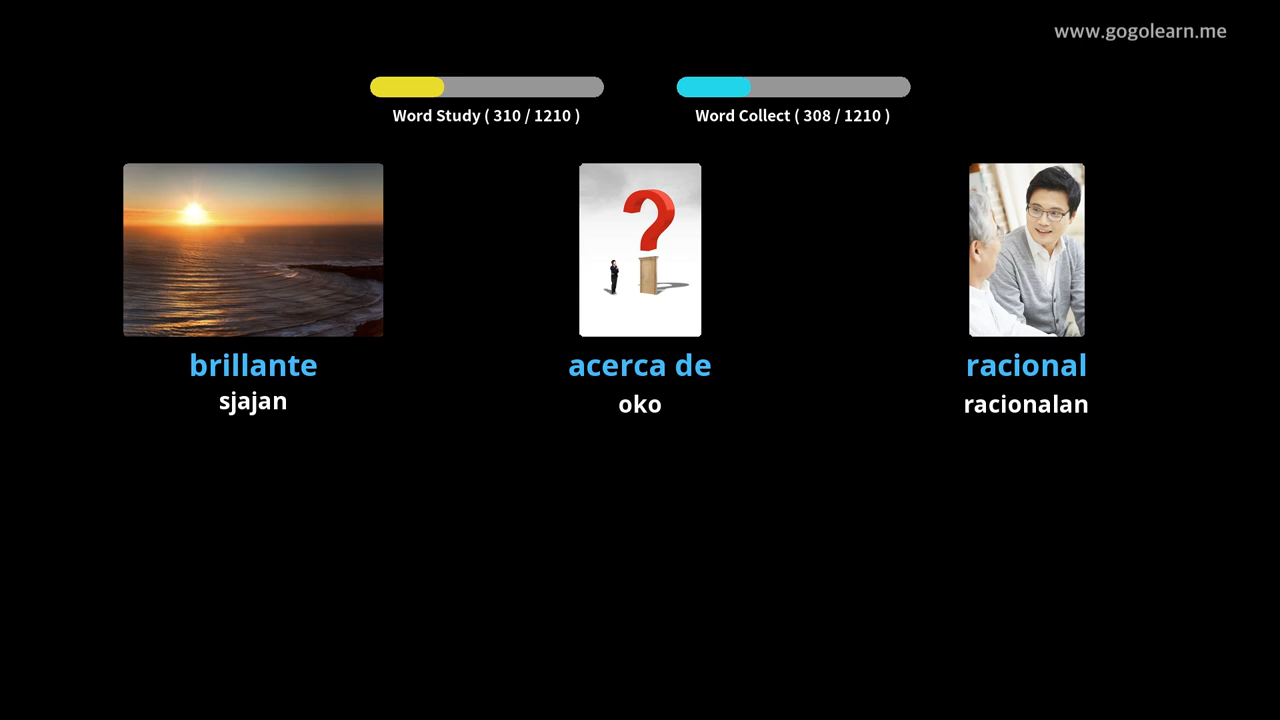 www.gogolearn.me
Word Study ( 310 / 1210 )
Word Collect ( 308 / 1210 )
brillante
sjajan
acerca de
oko
racional
racionalan